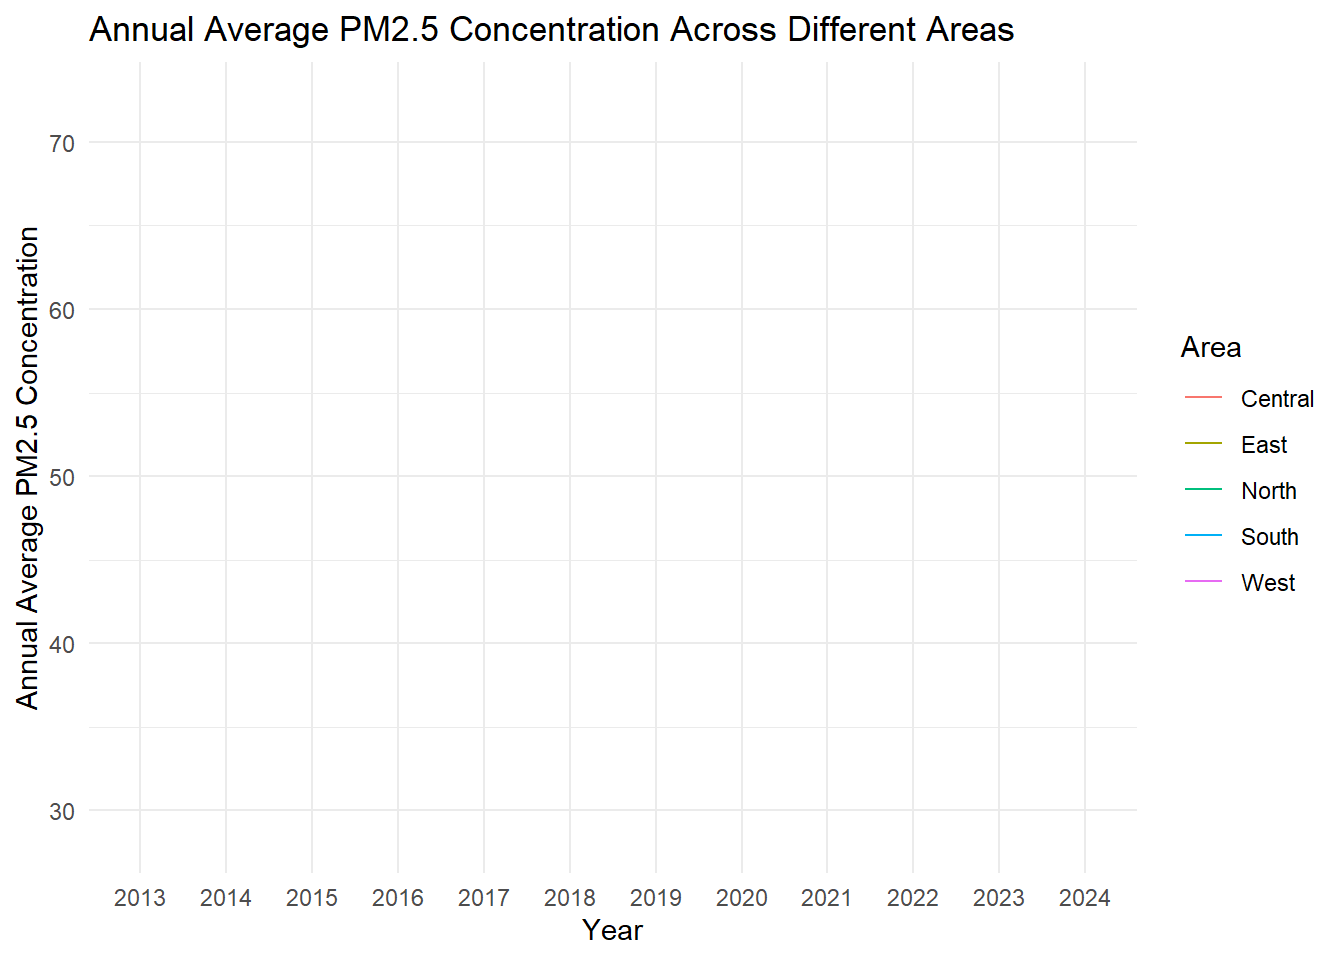 Annual Average PM2.5 Concentration Across Different Areas
Annual Average PM2.5 Concentration
70
60
50
40
30
2013 2014 2015 2016 2017 2018 2019 2020 2021 2022 2023 2024
Year
Area
Central
East
North
South
West